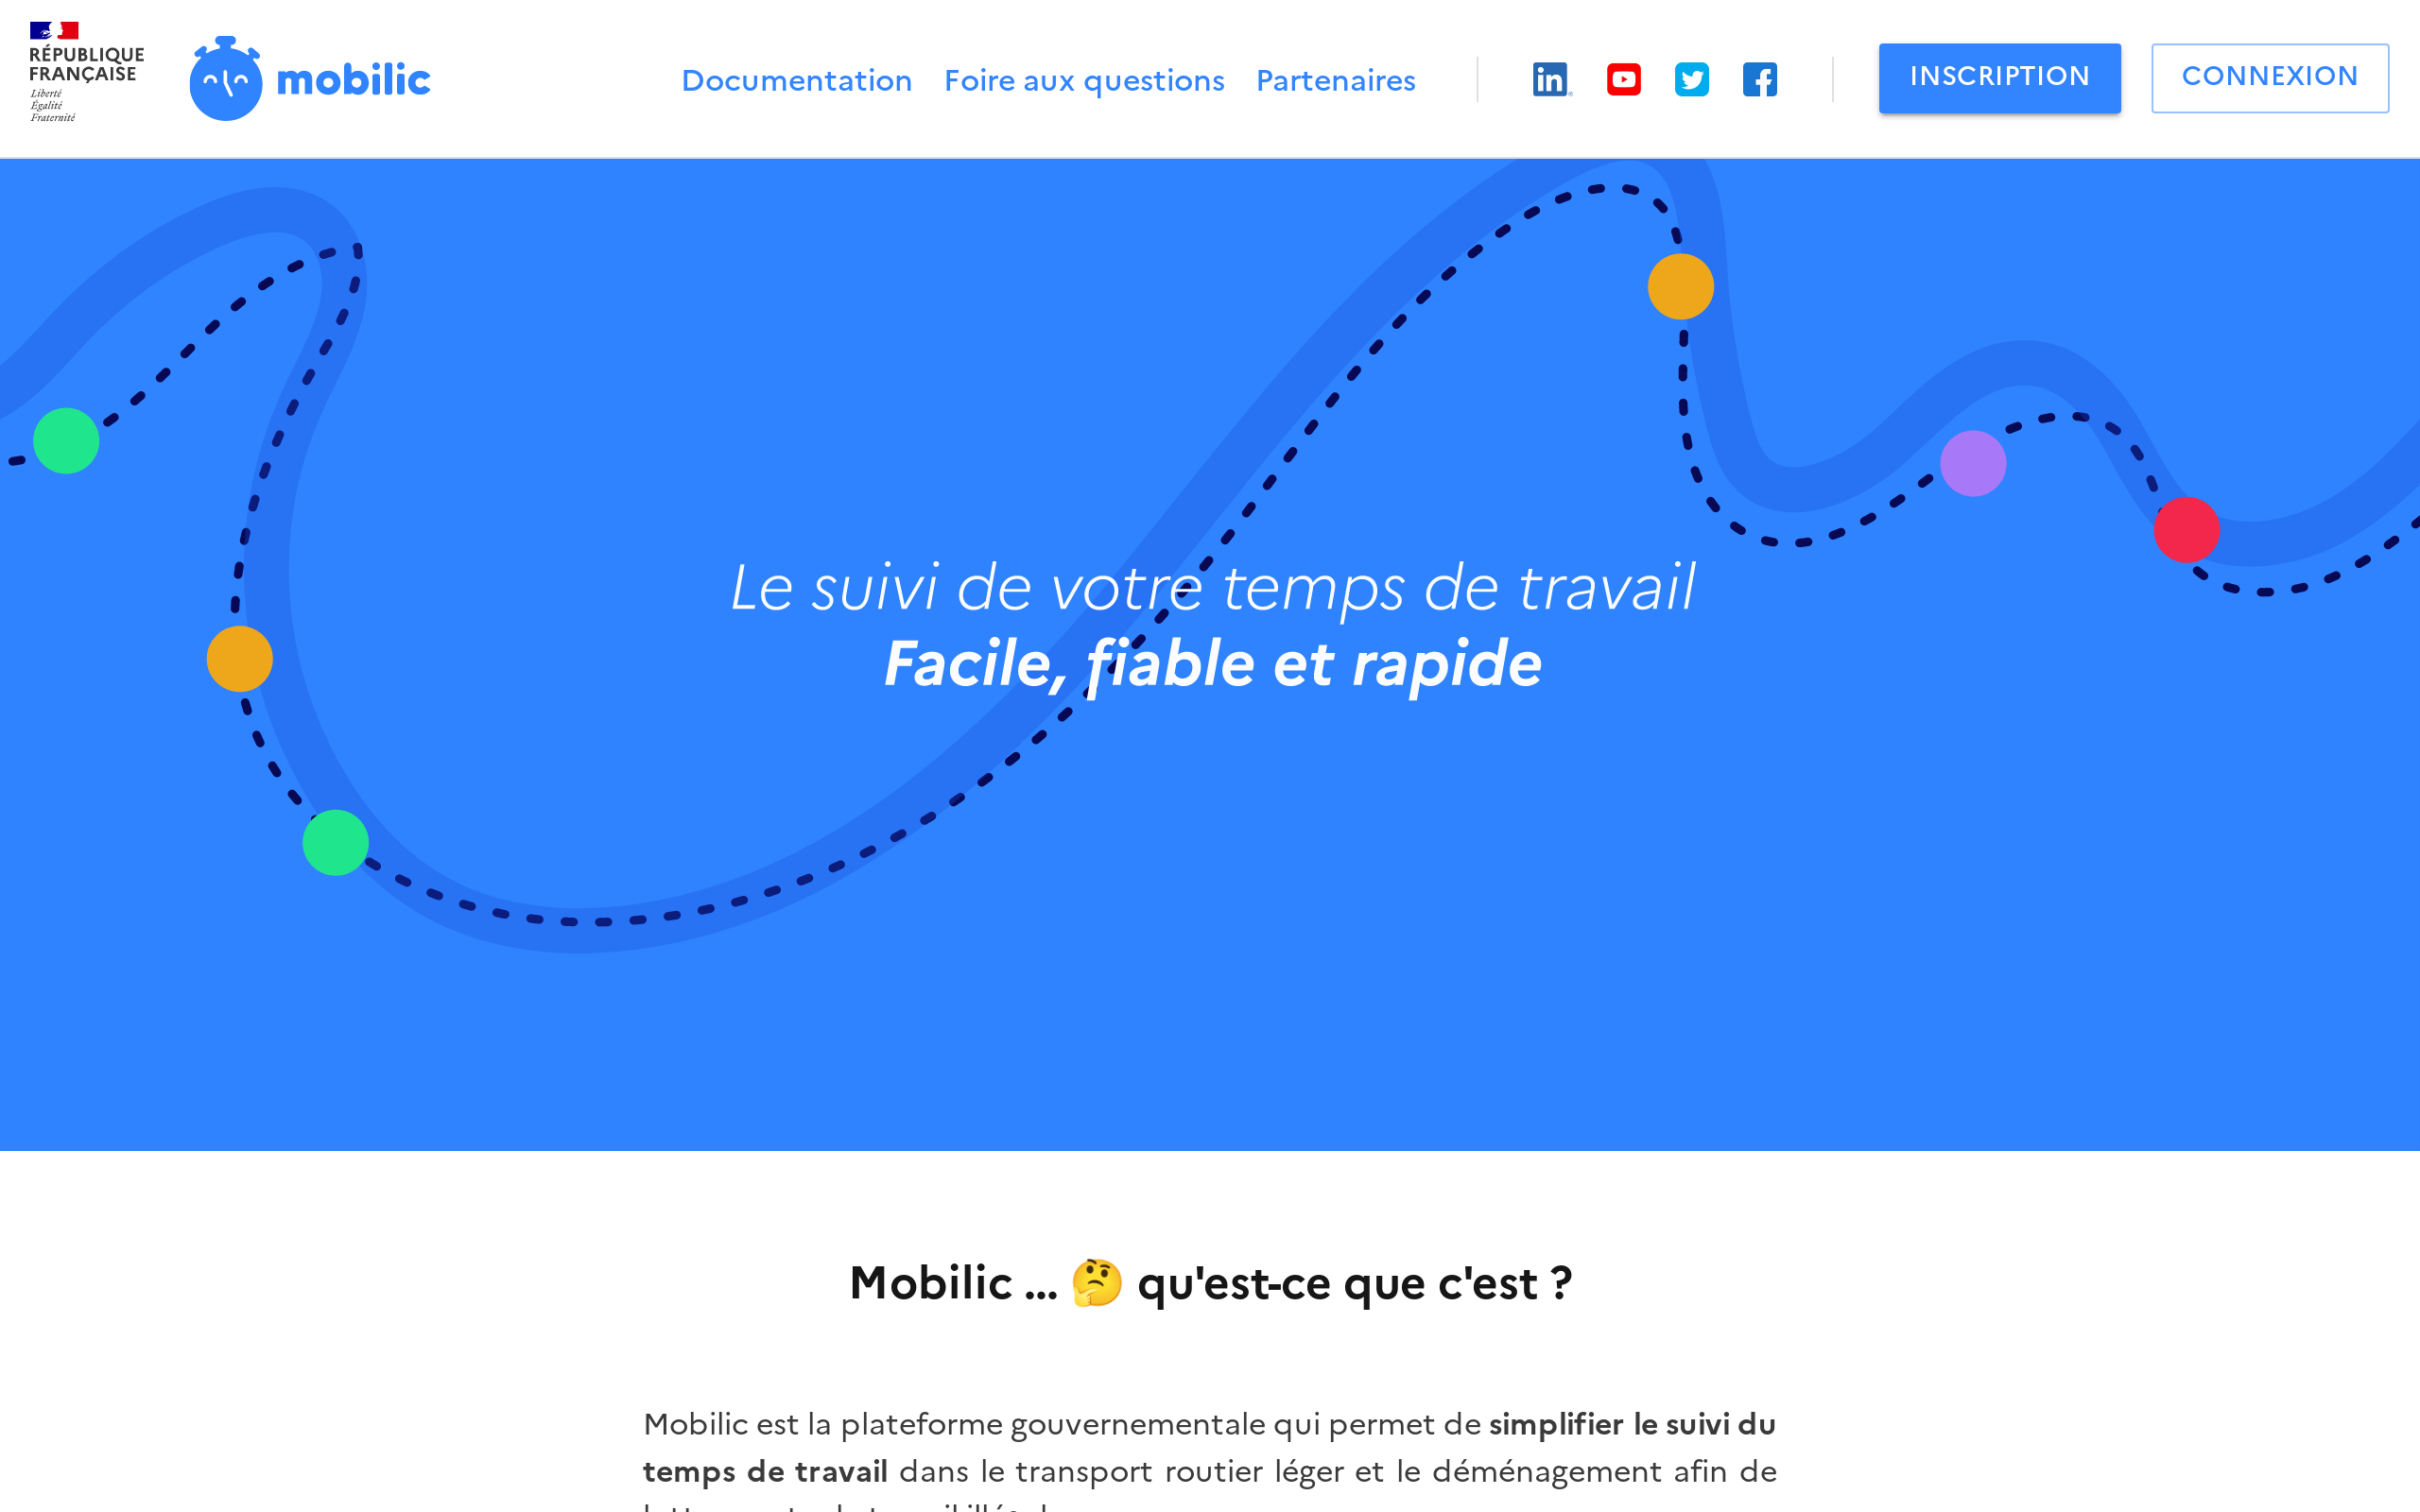 RÉPUBLIQUE
FRANÇAISE
Liberté
Égalité
Fraternité
mobilic
Documentation Foire aux questions Partenaires
INSCRIPTION
CONNEXION
Le suivi de votre temps de travail
Facile, fiable et rapide
Mobilic ... 🤔 qu'est-ce que c'est ?
Mobilic est la plateforme gouvernementale qui permet de simplifier le suivi du
temps de travail dans le transport routier léger et le déménagement afin de